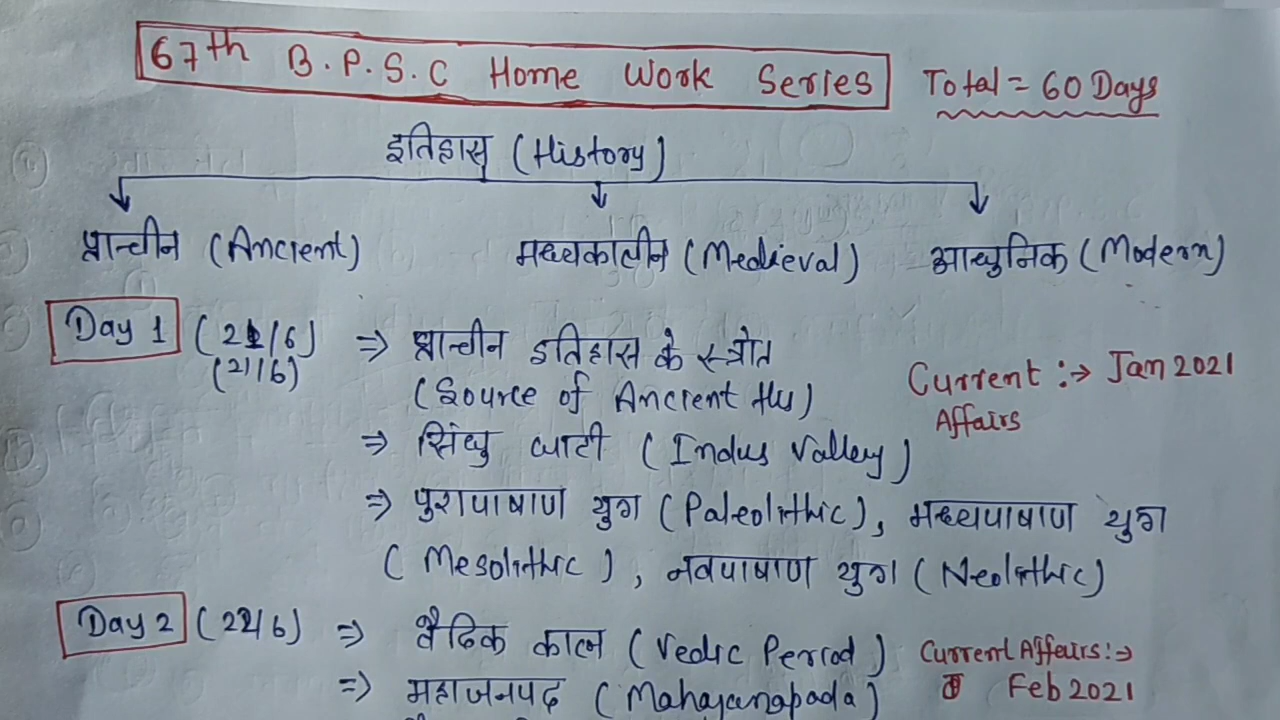 67th B.P.S.C Home Work Series Total = 60 Days
इतिहास (History)
प्राचीन (Ancient) मध्यकालीन (Medieval) आधुनिक (Modern)
Day 1 (21/6) ⇒ प्राचीन इतिहास के स्त्रोत
(21/6) (Source of Ancient His) Current :→ Jan 2021
Affairs
⇒ सिंधु घाटी (Indus Valley)
⇒ पुरापाषाण युग (Paleolithic), मध्यपाषाण युग
(Mesolithic), नवपाषाण युग (Neolithic)
Day 2 (22/6) ⇒ वैदिक काल (Vedic Period) Current Affairs :→
⇒ महाजनपद (Mahajanapada) Feb 2021